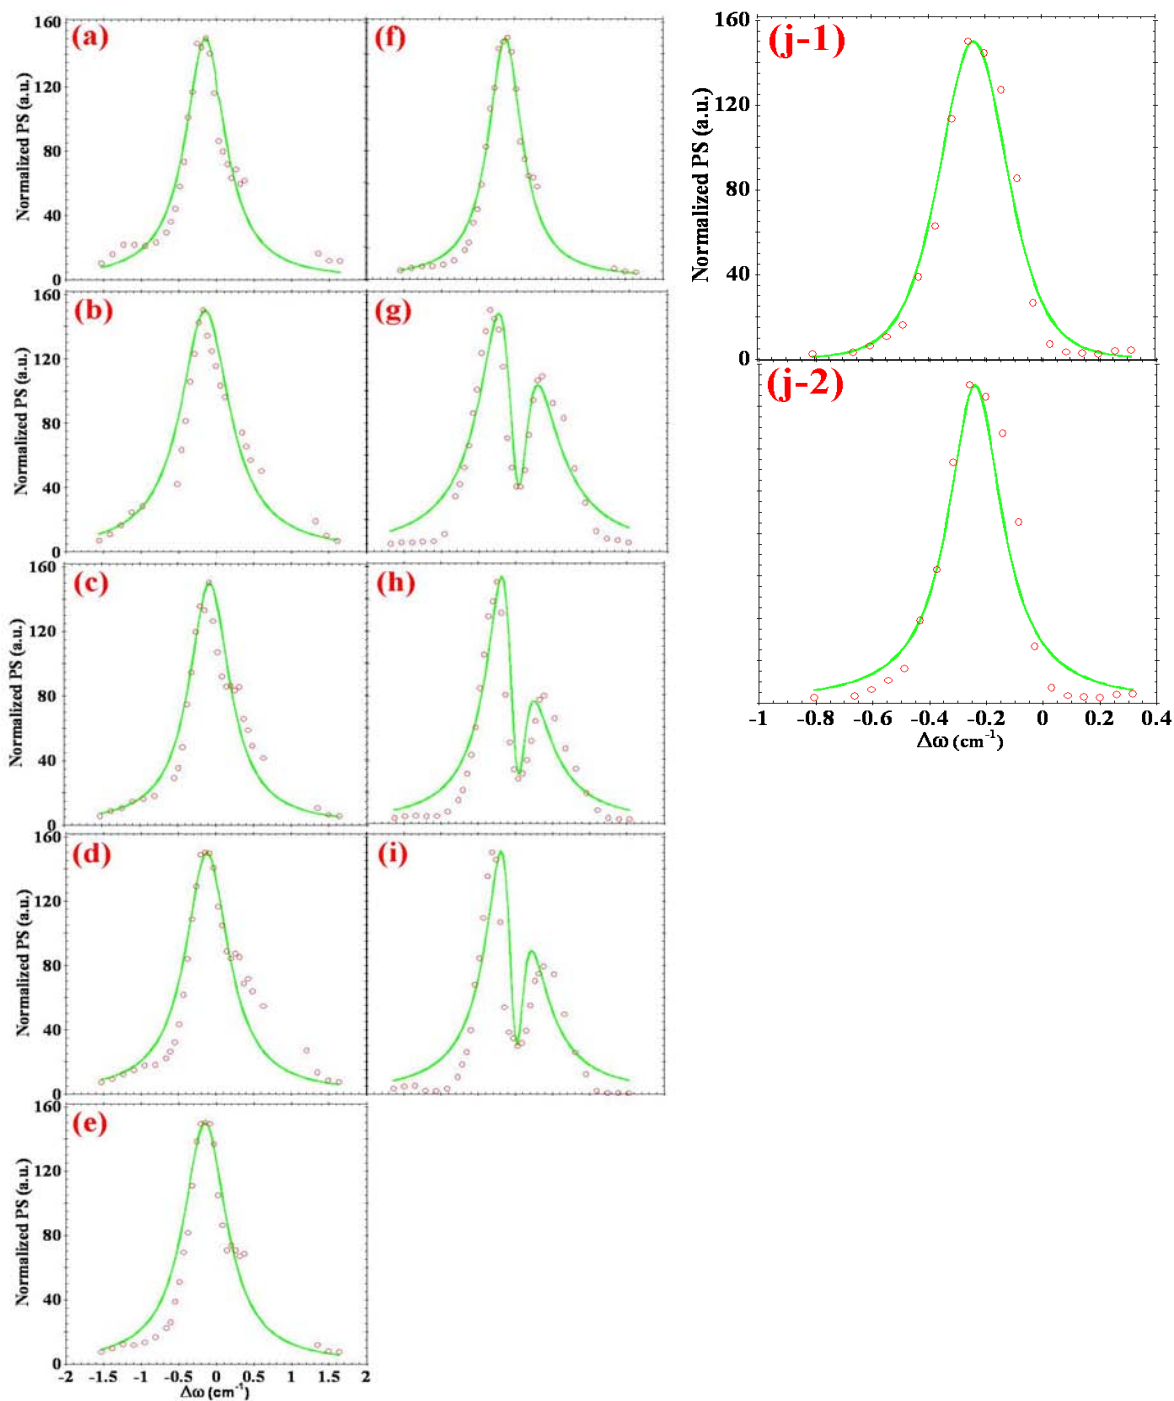 (a)
160
120
80
40
0
Normalized PS (a.u.)
(f)
(b)
160
120
80
40
0
Normalized PS (a.u.)
(g)
(c)
160
120
80
40
0
Normalized PS (a.u.)
(h)
(d)
160
120
80
40
0
Normalized PS (a.u.)
(i)
(e)
160
120
80
40
0
Normalized PS (a.u.)
-2 -1.5 -1 -0.5 0 0.5 1 1.5 2
Δω (cm⁻¹)
(j-1)
160
120
80
40
0
Normalized PS (a.u.)
(j-2)
-1 -0.8 -0.6 -0.4 -0.2 0 0.2 0.4
Δω (cm⁻¹)